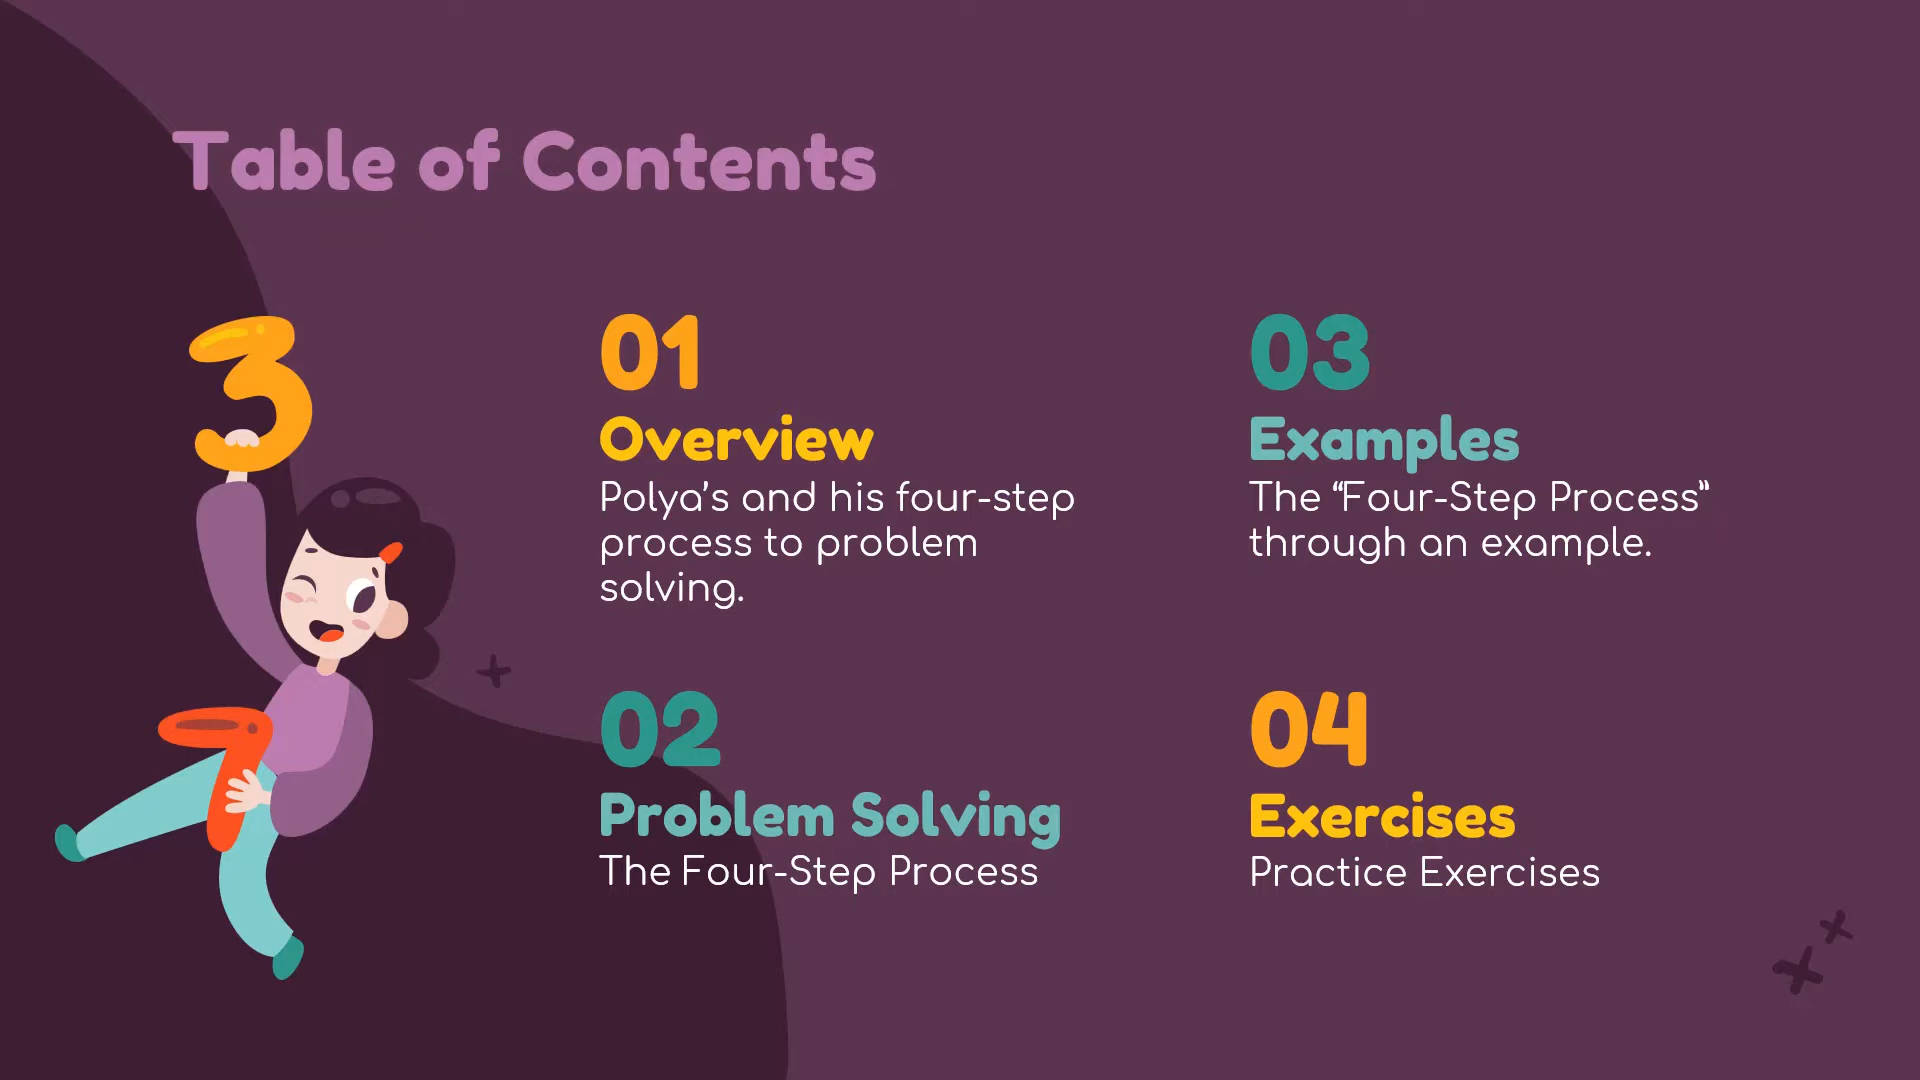 Table of Contents
01
Overview
Polya’s and his four-step
process to problem
solving.
02
Problem Solving
The Four-Step Process
03
Examples
The “Four-Step Process”
through an example.
04
Exercises
Practice Exercises
3
7